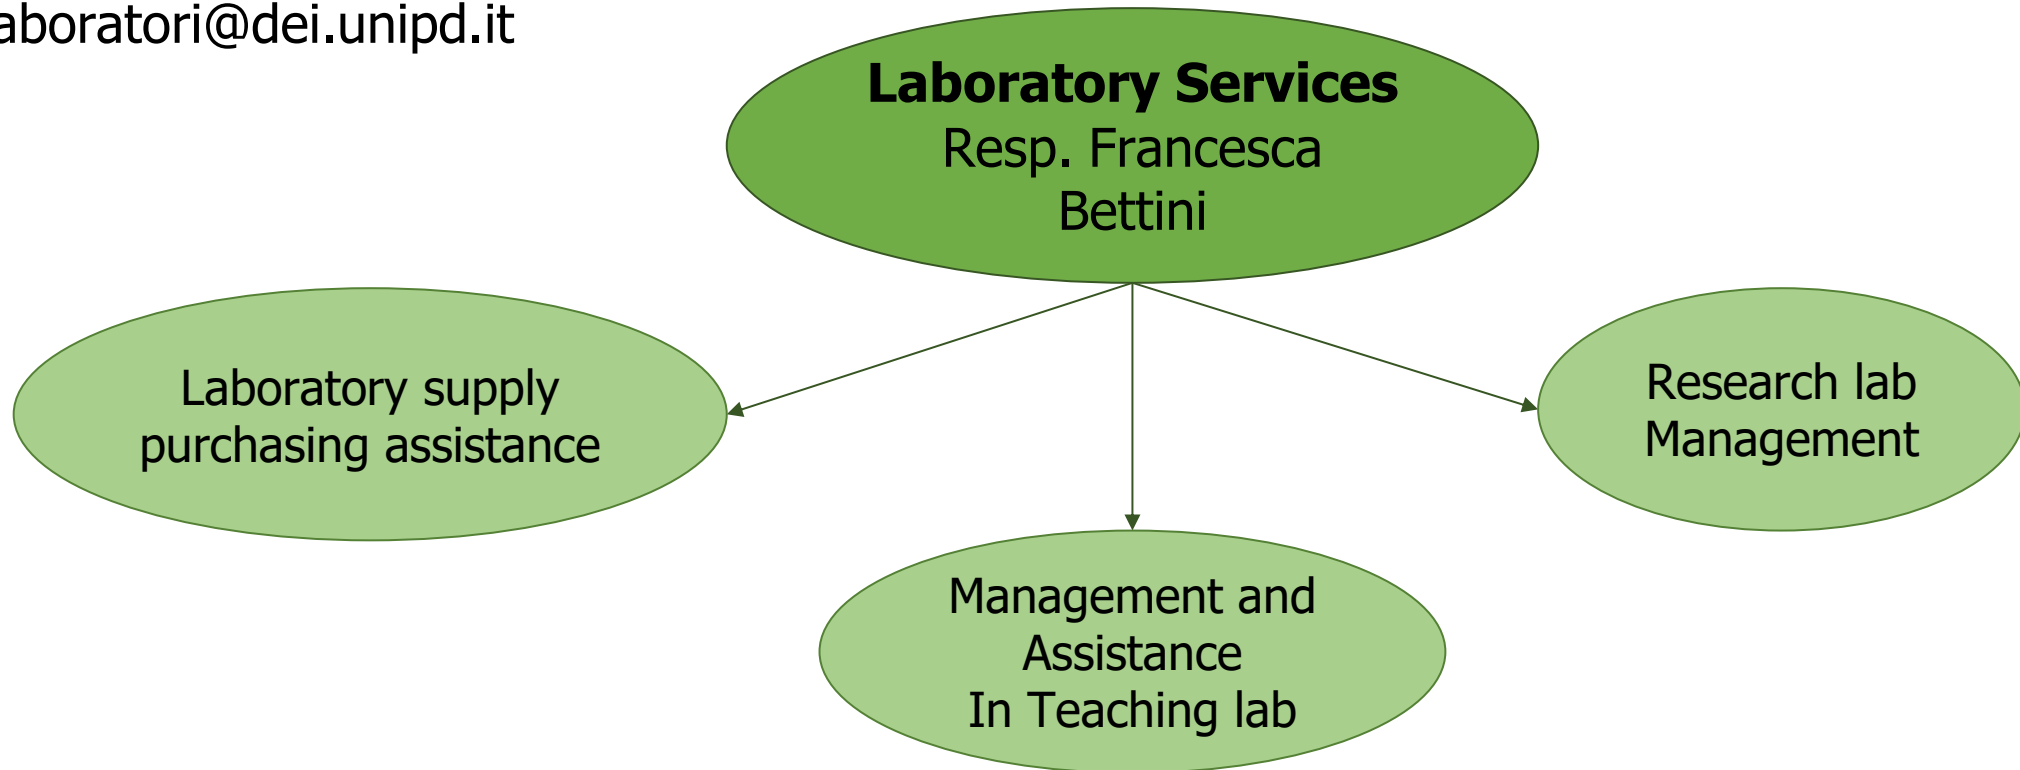 aboratori@dei.unipd.it
Laboratory Services
Resp. Francesca
Bettini
Laboratory supply
purchasing assistance
Research lab
Management
Management and
Assistance
In Teaching lab